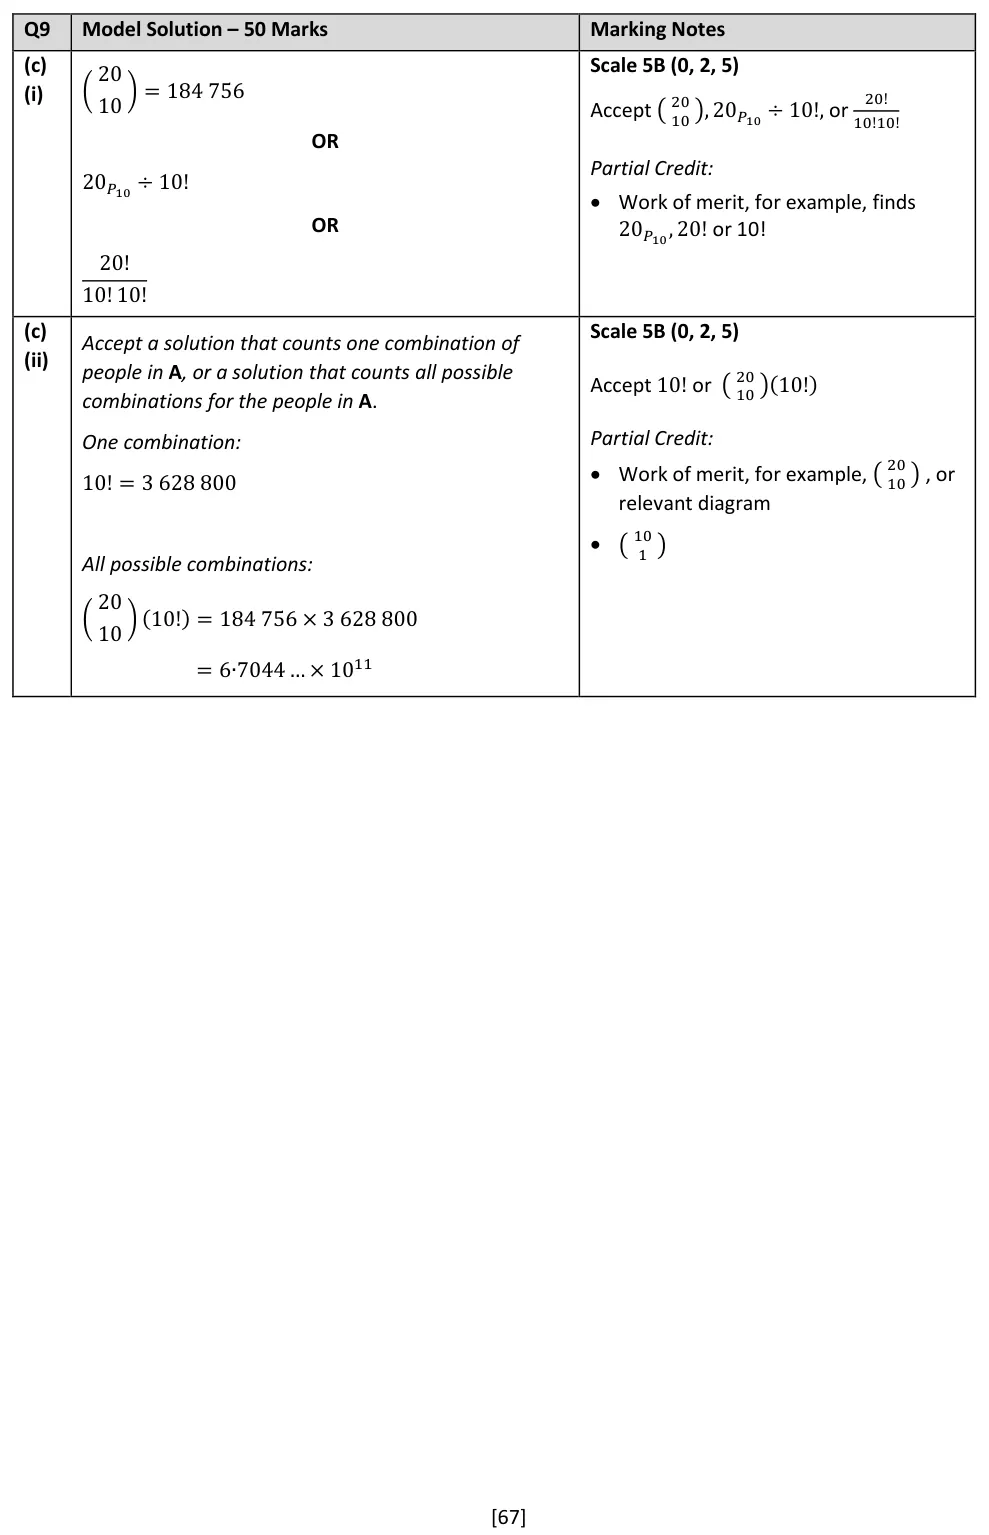 Q9 Model Solution – 50 Marks Marking Notes
(c)
(i)
(20
10) = 184 756
OR
20P₁₀ ÷ 10!
OR
20!
10! 10!
Scale 5B (0, 2, 5)
Accept (20 10), 20P₁₀ ÷ 10!, or 20!/10!10!
Partial Credit:
• Work of merit, for example, finds
20P₁₀, 20! or 10!
(c)
(ii)
Accept a solution that counts one combination of
people in A, or a solution that counts all possible
combinations for the people in A.
One combination:
10! = 3 628 800
All possible combinations:
(20
10) (10!) = 184 756 × 3 628 800
= 6·7044 … × 10¹¹
Scale 5B (0, 2, 5)
Accept 10! or (20 10)(10!)
Partial Credit:
• Work of merit, for example, (20 10) , or
relevant diagram
• (10 1)
[67]